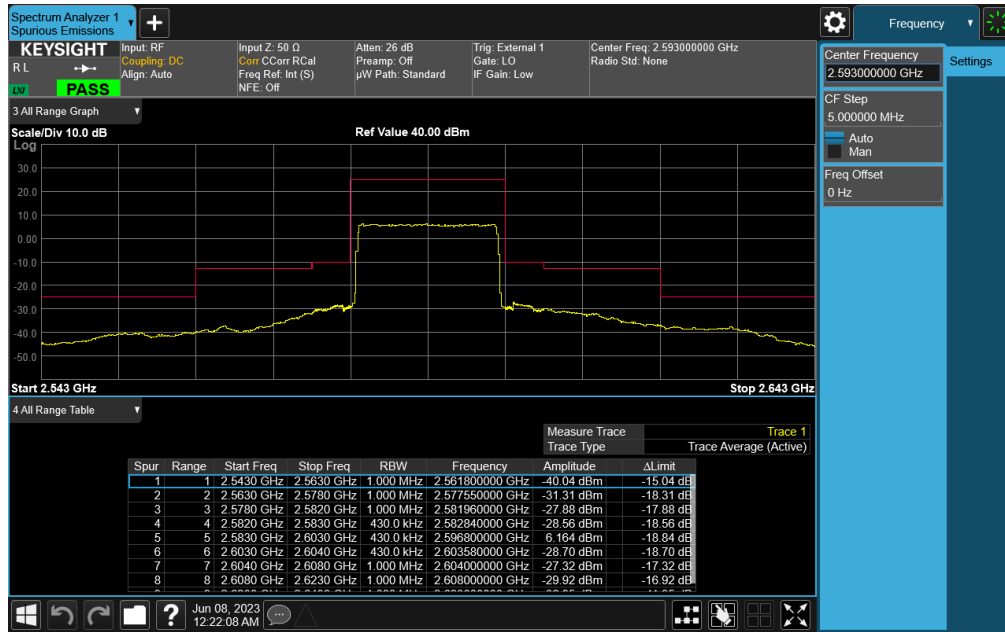 Spectrum Analyzer 1
Spurious Emissions
Frequency
KEYSIGHT
R L
LXI
PASS
Input: RF
Coupling: DC
Align: Auto
Input Z: 50 Ω
Corr CCorr RCal
Freq Ref: Int (S)
NFE: Off
Atten: 26 dB
Preamp: Off
µW Path: Standard
Trig: External 1
Gate: LO
IF Gain: Low
Center Freq: 2.593000000 GHz
Radio Std: None
Center Frequency
2.593000000 GHz
Settings
CF Step
5.000000 MHz
Auto
Man
Freq Offset
0 Hz
3 All Range Graph
Scale/Div 10.0 dB
Ref Value 40.00 dBm
Log
30.0
20.0
10.0
0.00
-10.0
-20.0
-30.0
-40.0
-50.0
Start 2.543 GHz
Stop 2.643 GHz
4 All Range Table
Measure Trace Trace 1
Trace Type Trace Average (Active)
Spur Range Start Freq Stop Freq RBW Frequency Amplitude ΔLimit
1 1 2.5430 GHz 2.5630 GHz 1.000 MHz 2.561800000 GHz -40.04 dBm -15.04 dB
2 2 2.5630 GHz 2.5780 GHz 1.000 MHz 2.577550000 GHz -31.31 dBm -18.31 dB
3 3 2.5780 GHz 2.5820 GHz 1.000 MHz 2.581960000 GHz -27.88 dBm -17.88 dB
4 4 2.5820 GHz 2.5830 GHz 430.0 kHz 2.582840000 GHz -28.56 dBm -18.56 dB
5 5 2.5830 GHz 2.6030 GHz 430.0 kHz 2.596800000 GHz 6.164 dBm -18.84 dB
6 6 2.6030 GHz 2.6040 GHz 430.0 kHz 2.603580000 GHz -28.70 dBm -18.70 dB
7 7 2.6040 GHz 2.6080 GHz 1.000 MHz 2.604000000 GHz -27.32 dBm -17.32 dB
8 8 2.6080 GHz 2.6230 GHz 1.000 MHz 2.608000000 GHz -29.92 dBm -16.92 dB
Jun 08, 2023
12:22:08 AM